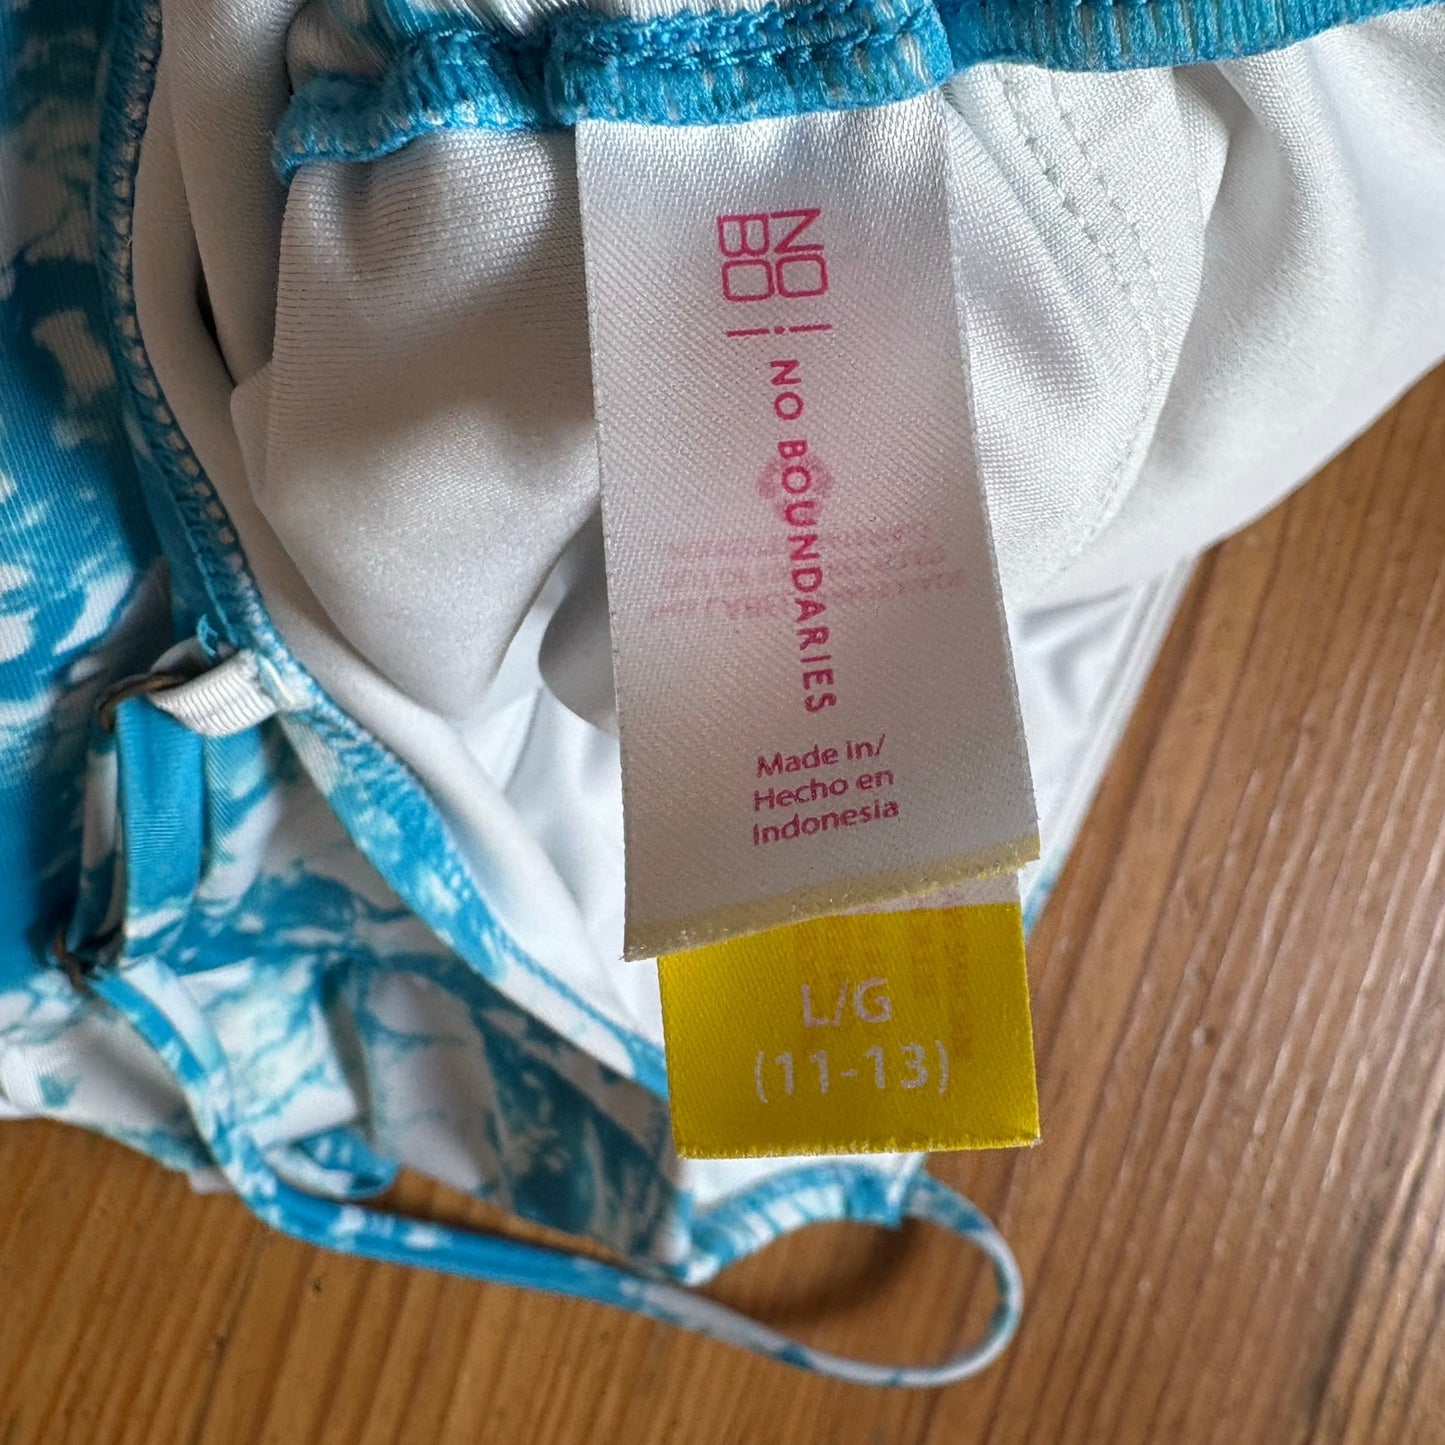 NO
BO
NO BOUNDARIES
Made in/
Hecho en
Indonesia
L/G
(11-13)